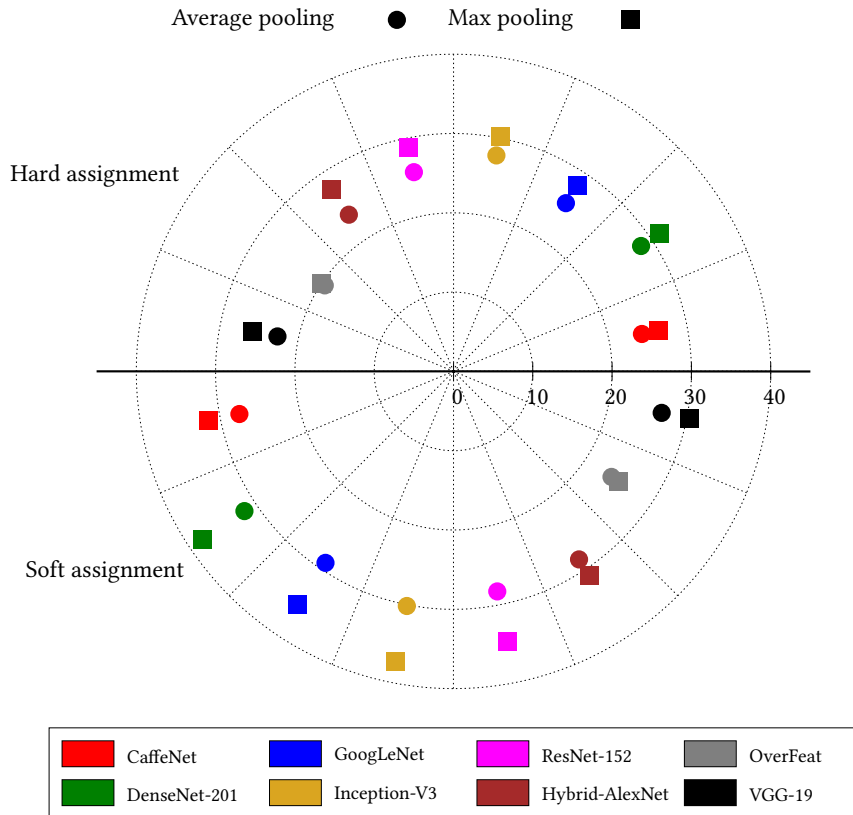 Average pooling
Max pooling
Hard assignment
0 10 20 30 40
Soft assignment
CaffeNet GoogLeNet ResNet-152 OverFeat
DenseNet-201 Inception-V3 Hybrid-AlexNet VGG-19